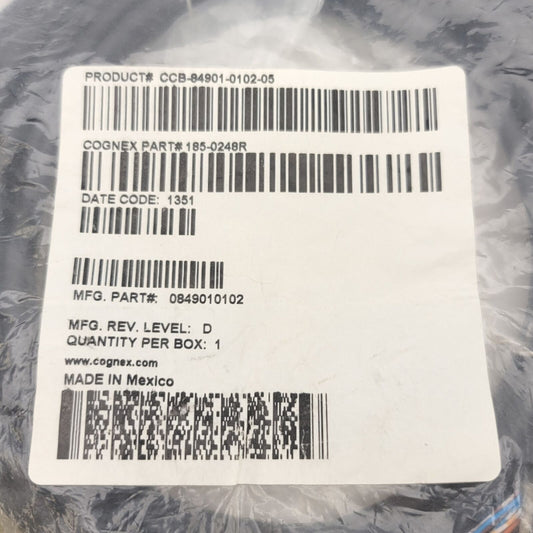 PRODUCT# CCB-84901-0102-05
COGNEX PART# 185-0248R
DATE CODE: 1351
MFG. PART#: 0849010102
MFG. REV. LEVEL: D
QUANTITY PER BOX: 1
www.cognex.com
MADE IN Mexico